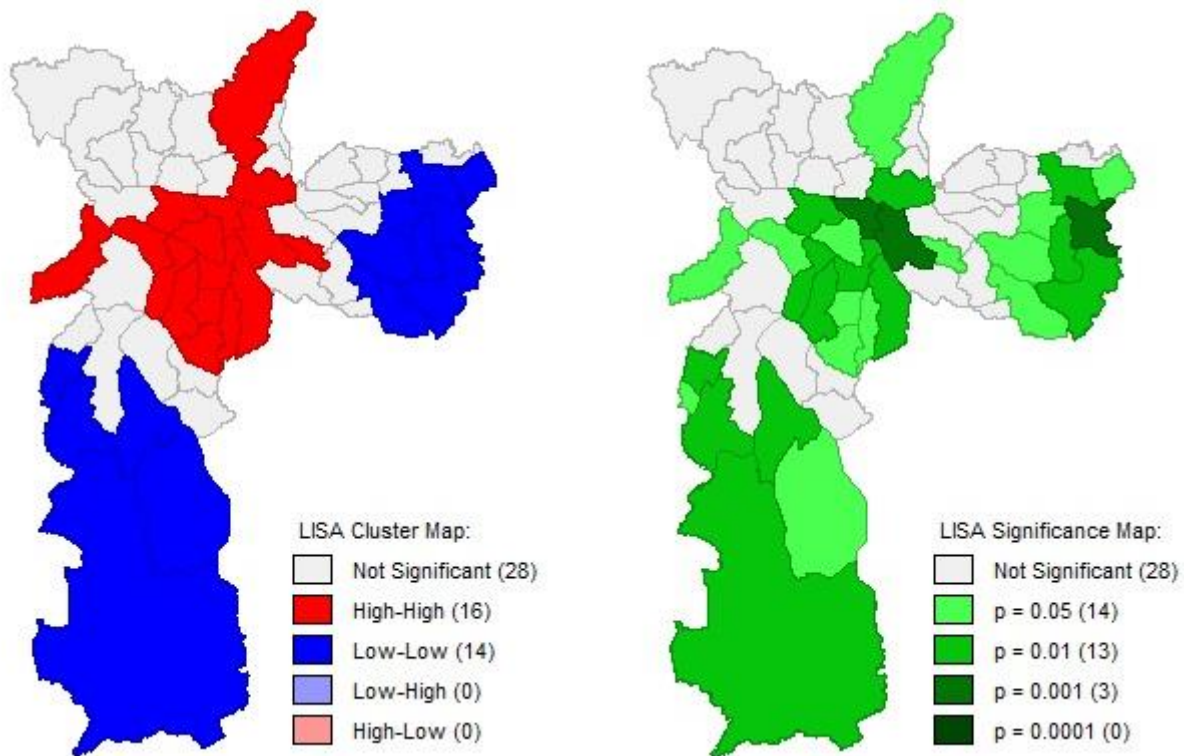 LISA Cluster Map:
Not Significant (28)
High-High (16)
Low-Low (14)
Low-High (0)
High-Low (0)
LISA Significance Map:
Not Significant (28)
p = 0.05 (14)
p = 0.01 (13)
p = 0.001 (3)
p = 0.0001 (0)